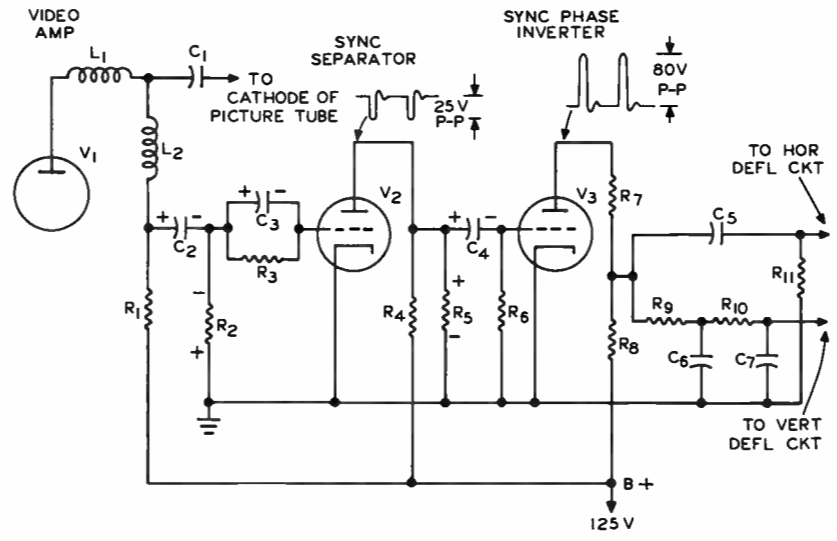 VIDEO
AMP
L1
C1
TO
CATHODE OF
PICTURE TUBE
SYNC
SEPARATOR
25V
P-P
SYNC PHASE
INVERTER
80V
P-P
V1
L2
+ -
C2
+ -
C3
R3
V2
+ -
C4
V3
R7
C5
TO HOR
DEFL CKT
R11
R1
-
R2
+
R4
+
R5
-
R6
R8
R9
R10
C6
C7
TO VERT
DEFL CKT
B+
125V